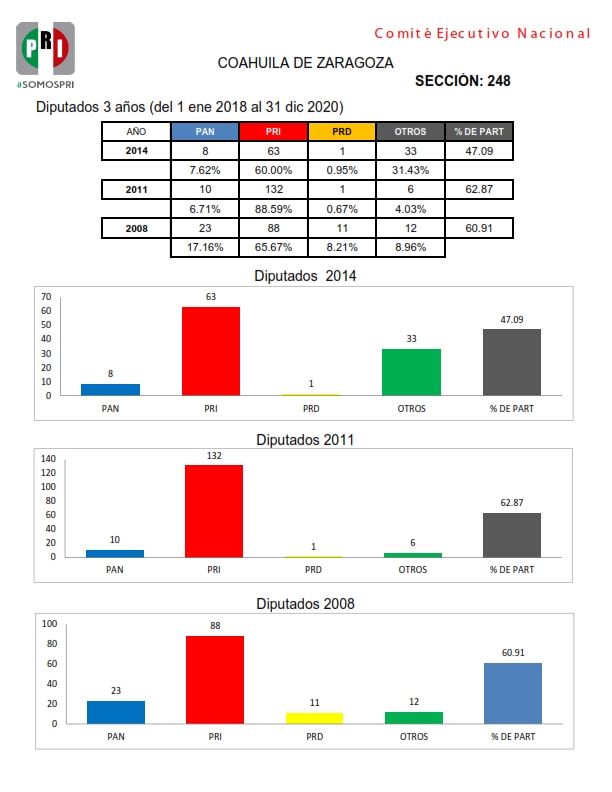 Comité Ejecutivo Nacional
PRI
#SOMOSPRI
COAHUILA DE ZARAGOZA
SECCIÓN: 248
Diputados 3 años (del 1 ene 2018 al 31 dic 2020)
AÑO PAN PRI PRD OTROS % DE PART
2014 8 63 1 33 47.09
7.62% 60.00% 0.95% 31.43%
2011 10 132 1 6 62.87
6.71% 88.59% 0.67% 4.03%
2008 23 88 11 12 60.91
17.16% 65.67% 8.21% 8.96%
Diputados 2014
70
60
50
40
30
20
10
0
8
63
1
33
47.09
PAN PRI PRD OTROS % DE PART
Diputados 2011
140
120
100
80
60
40
20
0
10
132
1
6
62.87
PAN PRI PRD OTROS % DE PART
Diputados 2008
100
80
60
40
20
0
23
88
11
12
60.91
PAN PRI PRD OTROS % DE PART